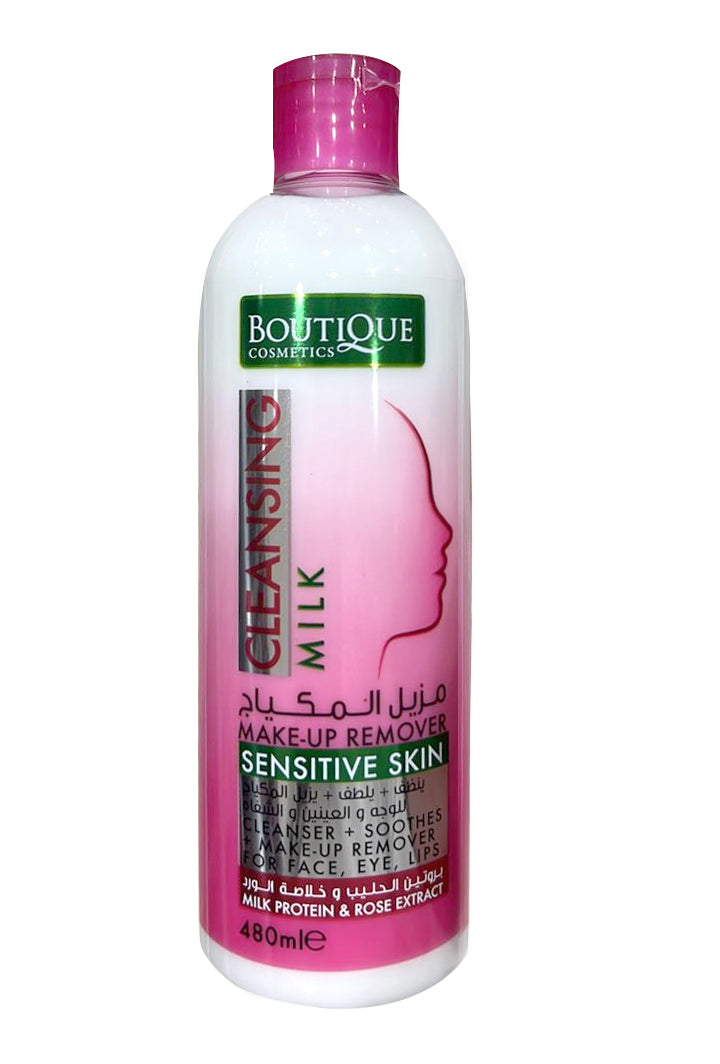 BOUTIQUE
COSMETICS
CLEANSING
MILK
مزيل المكياج
MAKE-UP REMOVER
SENSITIVE SKIN
ينظف + يلطف + يزيل المكياج
للوجه و العينين و الشفاه
CLEANSER + SOOTHES
+ MAKE-UP REMOVER
FOR FACE, EYE, LIPS
بروتين الحليب و خلاصة الورد
MILK PROTEIN & ROSE EXTRACT
480ml℮